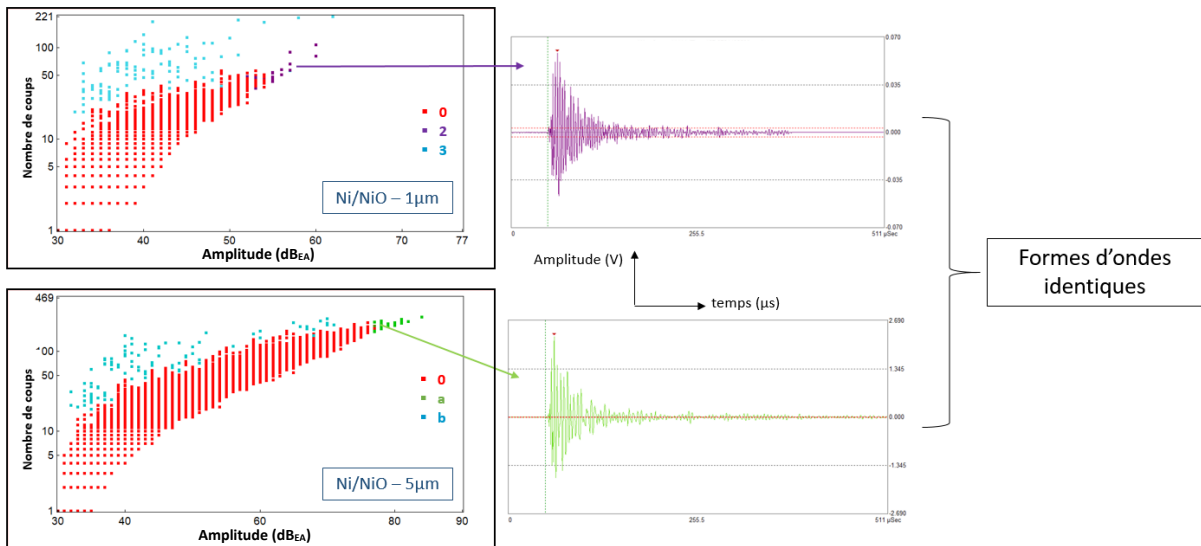 221
100
50
10
5
1
Nombre de coups
0
2
3
Ni/NiO – 1µm
30
40
50
60
70
77
Amplitude (dBEA)
0.070
0.035
0.000
-0.035
-0.070
0
255.5
511 µSec
Amplitude (V)
temps (µs)
Formes d'ondes
identiques
469
100
50
10
5
1
Nombre de coups
0
a
b
Ni/NiO – 5µm
30
40
60
80
90
Amplitude (dBEA)
2.690
1.345
0.000
-1.345
-2.690
0
255.5
511 µSec